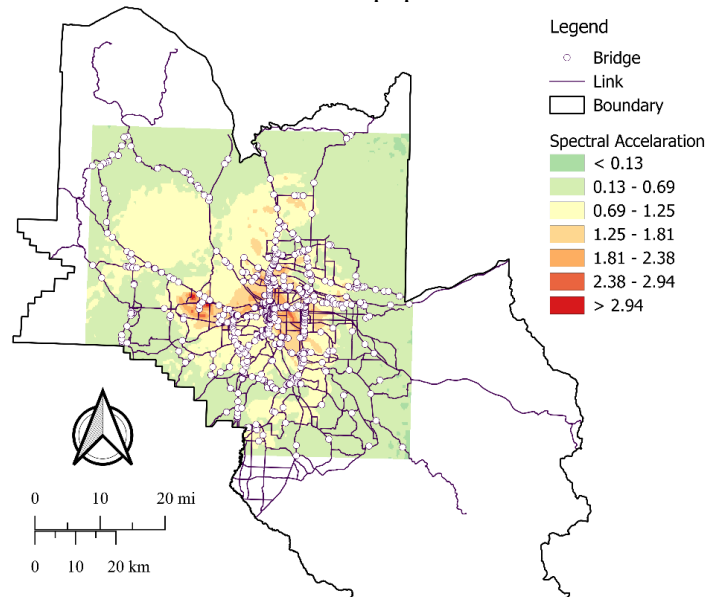 Legend
Bridge
Link
Boundary
Spectral Accelaration
< 0.13
0.13 - 0.69
0.69 - 1.25
1.25 - 1.81
1.81 - 2.38
2.38 - 2.94
> 2.94
0 10 20 mi
0 10 20 km